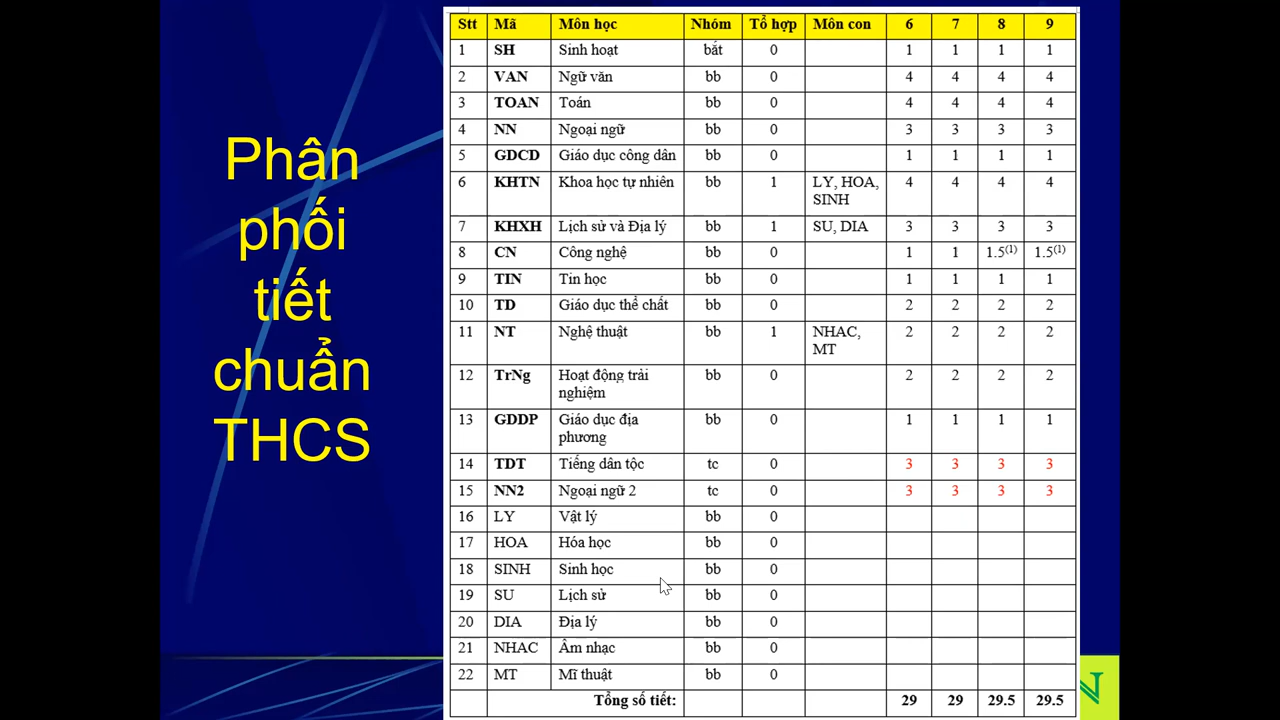 Phân
phối
tiết
chuẩn
THCS
Stt Mã Môn học Nhóm Tổ hợp Môn con 6 7 8 9
1 SH Sinh hoạt bắt 0 1 1 1 1
2 VAN Ngữ văn bb 0 4 4 4 4
3 TOAN Toán bb 0 4 4 4 4
4 NN Ngoại ngữ bb 0 3 3 3 3
5 GDCD Giáo dục công dân bb 0 1 1 1 1
6 KHTN Khoa học tự nhiên bb 1 LY, HOA, 4 4 4 4
SINH
7 KHXH Lịch sử và Địa lý bb 1 SU, DIA 3 3 3 3
8 CN Công nghệ bb 0 1 1 1.5(1) 1.5(1)
9 TIN Tin học bb 0 1 1 1 1
10 TD Giáo dục thể chất bb 0 2 2 2 2
11 NT Nghệ thuật bb 1 NHAC, 2 2 2 2
MT
12 TrNg Hoạt động trải bb 0 2 2 2 2
nghiệm
13 GDDP Giáo dục địa bb 0 1 1 1 1
phương
14 TDT Tiếng dân tộc tc 0 3 3 3 3
15 NN2 Ngoại ngữ 2 tc 0 3 3 3 3
16 LY Vật lý bb 0
17 HOA Hóa học bb 0
18 SINH Sinh học bb 0
19 SU Lịch sử bb 0
20 DIA Địa lý bb 0
21 NHAC Âm nhạc bb 0
22 MT Mĩ thuật bb 0
Tổng số tiết: 29 29 29.5 29.5